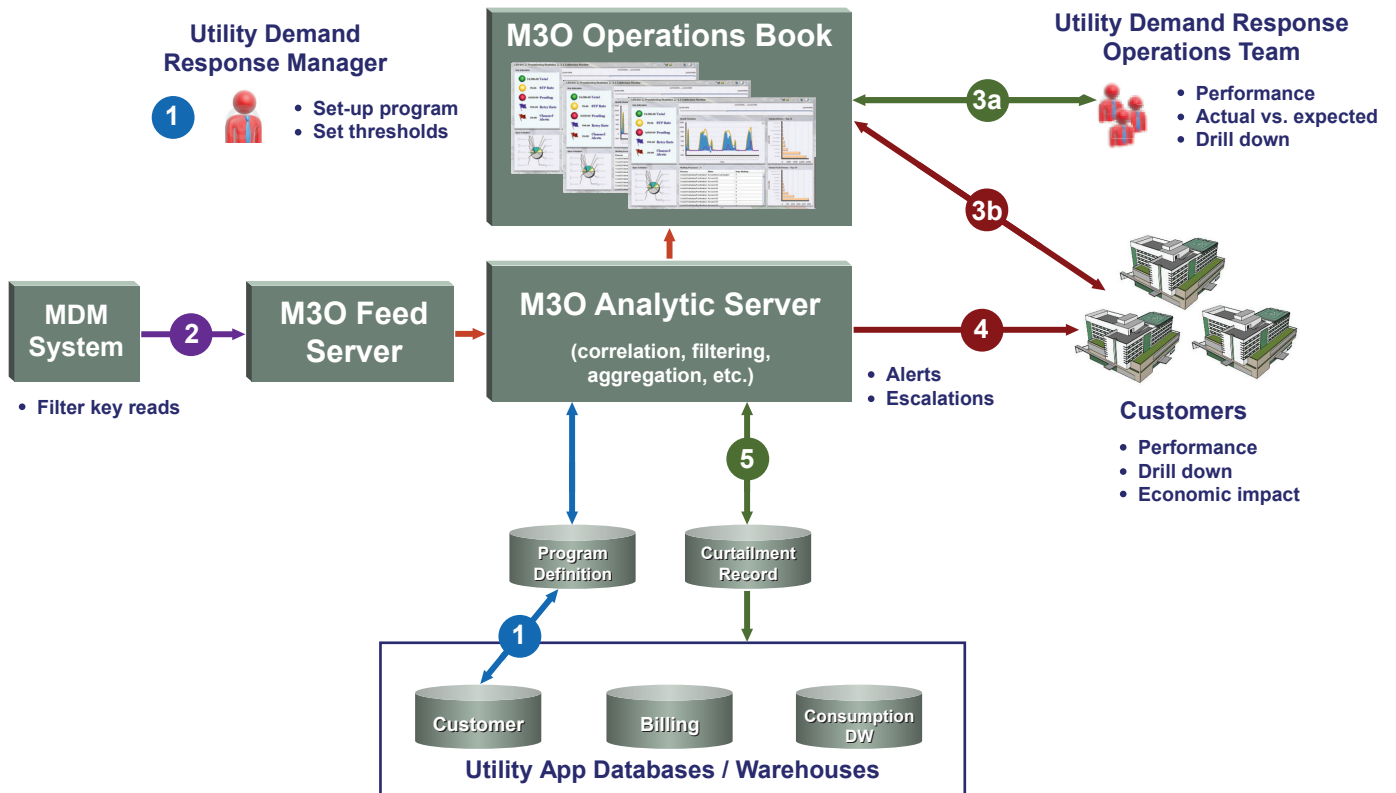 Utility Demand
Response Manager
1
• Set-up program
• Set thresholds
M3O Operations Book
Utility Demand Response
Operations Team
3a
• Performance
• Actual vs. expected
• Drill down
3b
MDM
System
2
• Filter key reads
M3O Feed
Server
M3O Analytic Server
(correlation, filtering,
aggregation, etc.)
4
• Alerts
• Escalations
Customers
• Performance
• Drill down
• Economic impact
5
Program
Definition
Curtailment
Record
1
Customer
Billing
Consumption
DW
Utility App Databases / Warehouses